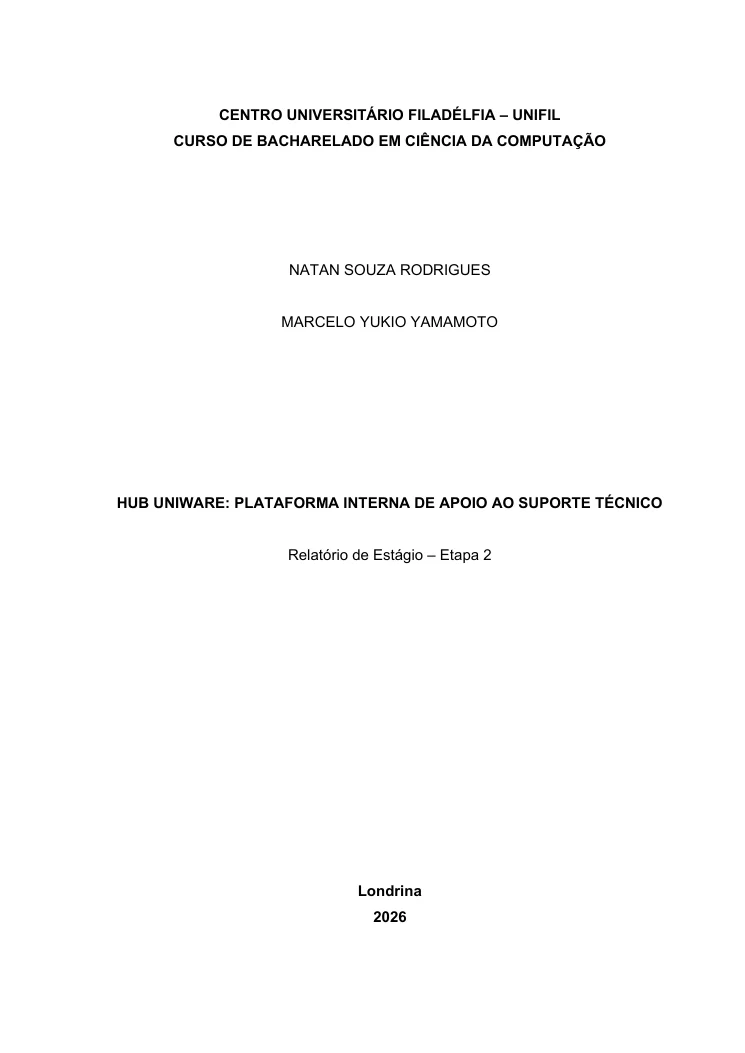 CENTRO UNIVERSITÁRIO FILADÉLFIA – UNIFIL
CURSO DE BACHARELADO EM CIÊNCIA DA COMPUTAÇÃO
NATAN SOUZA RODRIGUES
MARCELO YUKIO YAMAMOTO
HUB UNIWARE: PLATAFORMA INTERNA DE APOIO AO SUPORTE TÉCNICO
Relatório de Estágio – Etapa 2
Londrina
2026